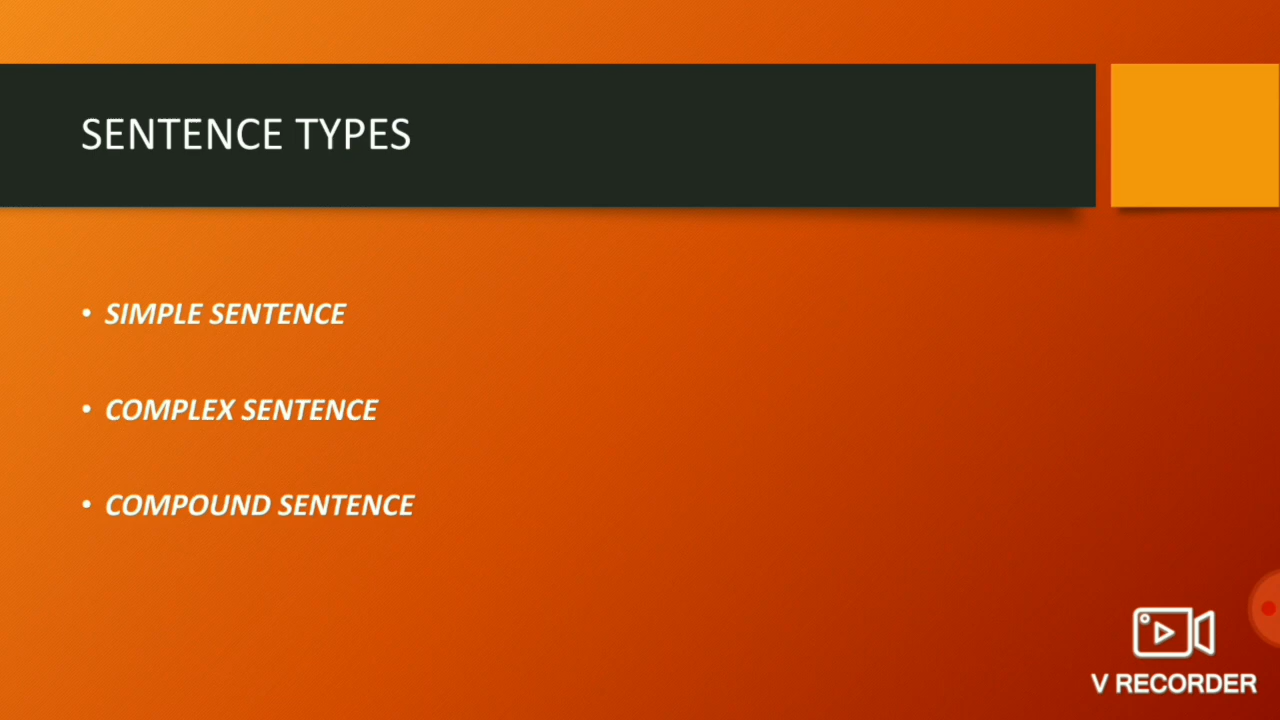 SENTENCE TYPES
• SIMPLE SENTENCE
• COMPLEX SENTENCE
• COMPOUND SENTENCE
V RECORDER